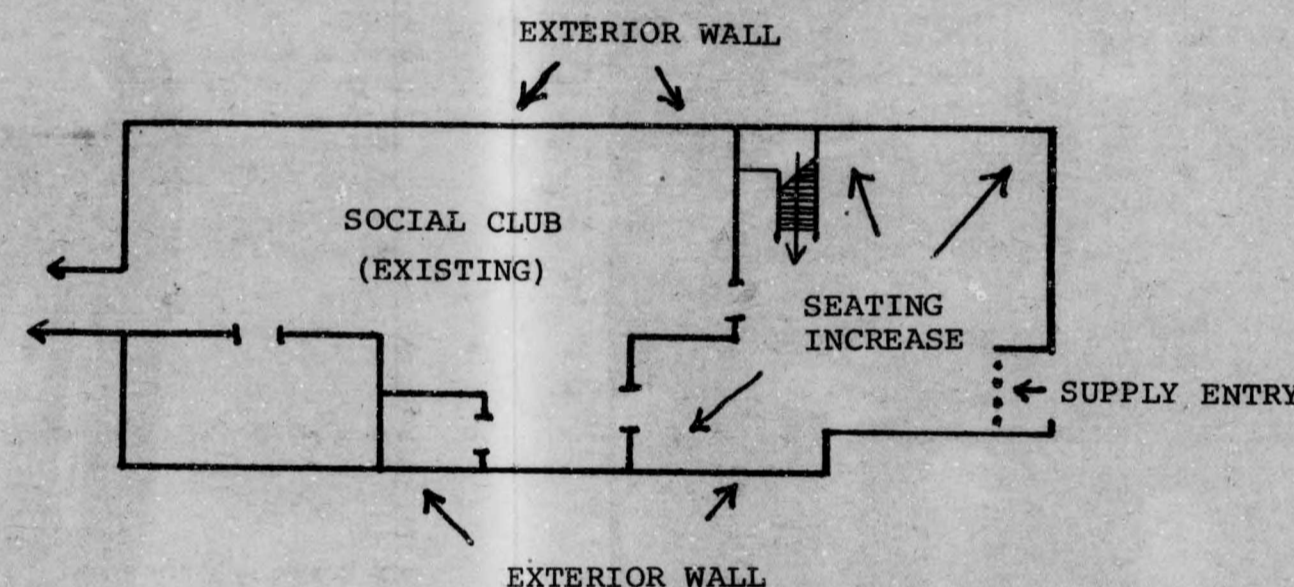 EXTERIOR WALL
SOCIAL CLUB
(EXISTING)
SEATING
INCREASE
SUPPLY ENTRY
EXTERIOR WALL